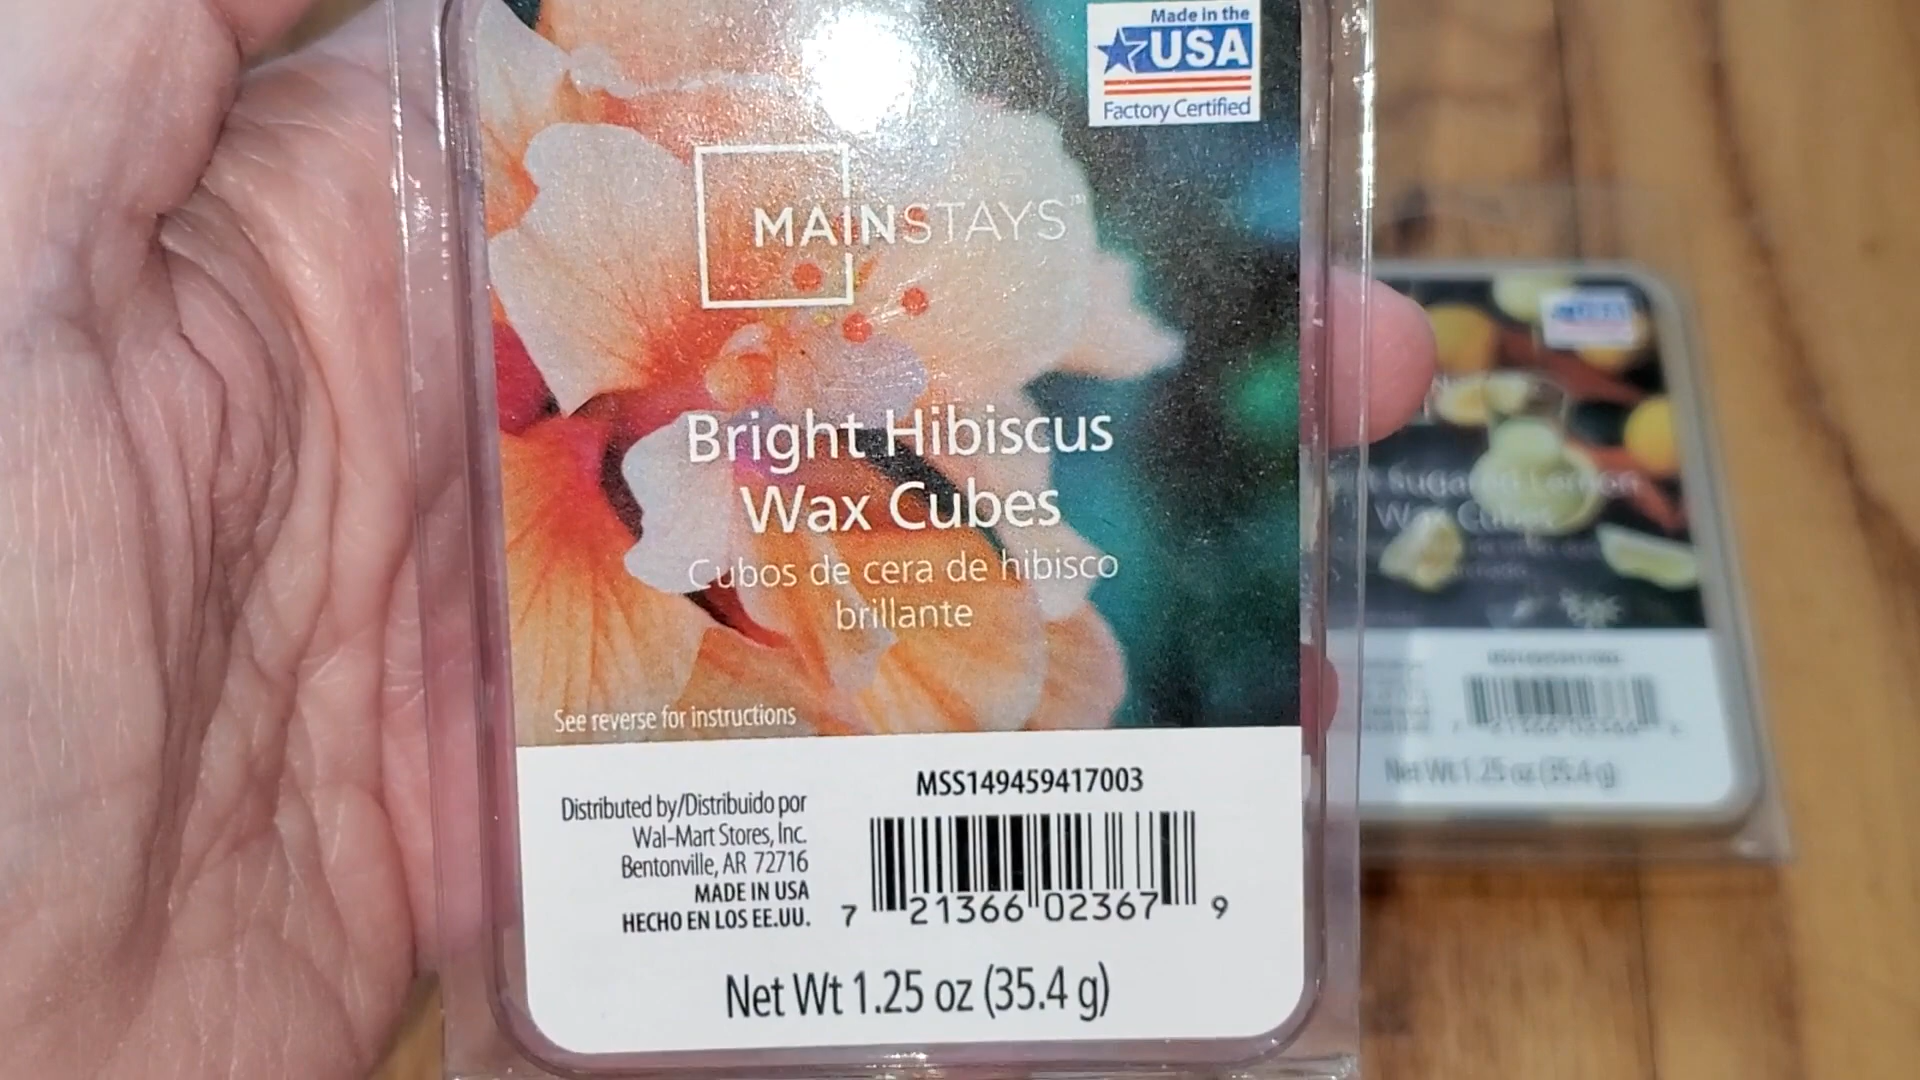 Made in the
USA
Factory Certified
MAINSTAYS™
Bright Hibiscus
Wax Cubes
Cubos de cera de hibisco
brillante
See reverse for instructions
Distributed by/Distribuido por
Wal-Mart Stores, Inc.
Bentonville, AR 72716
MADE IN USA
HECHO EN LOS EE.UU.
MSS149459417003
7 21366 02367 9
Net Wt 1.25 oz (35.4 g)
Sugared Lemon
Wax Cubes
Net Wt 1.25 oz (35.4 g)